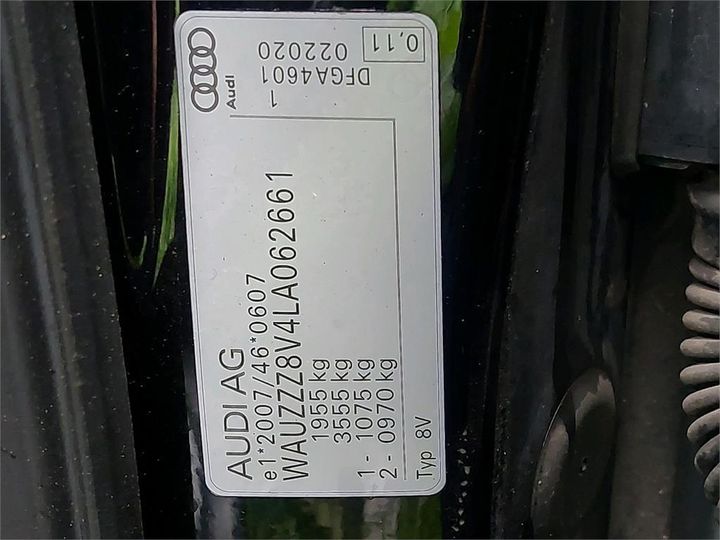 AUDI AG
e1*2007/46*0607
WAUZZZ8V4LA062661
1955 kg
3555 kg
1- 1075 kg
2- 0970 kg
Typ 8V
Audi
1
DFGA4601
022020
0,11